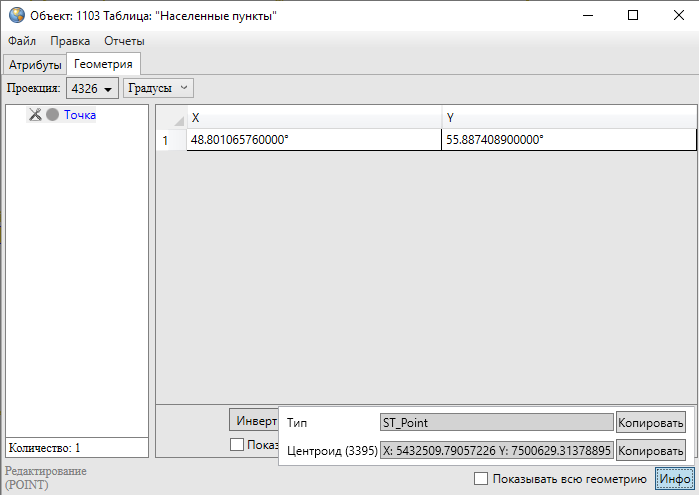 Объект: 1103 Таблица: "Населенные пункты"
Файл Правка Отчеты
Атрибуты Геометрия
Проекция: 4326 Градусы
Точка
X Y
1 48.801065760000° 55.887408900000°
Инверт
Тип ST_Point Копировать
Показ
Центроид (3395) X: 5432509.79057226 Y: 7500629.31378895 Копировать
Количество: 1
Редактирование
(POINT)
Показывать всю геометрию Инфо